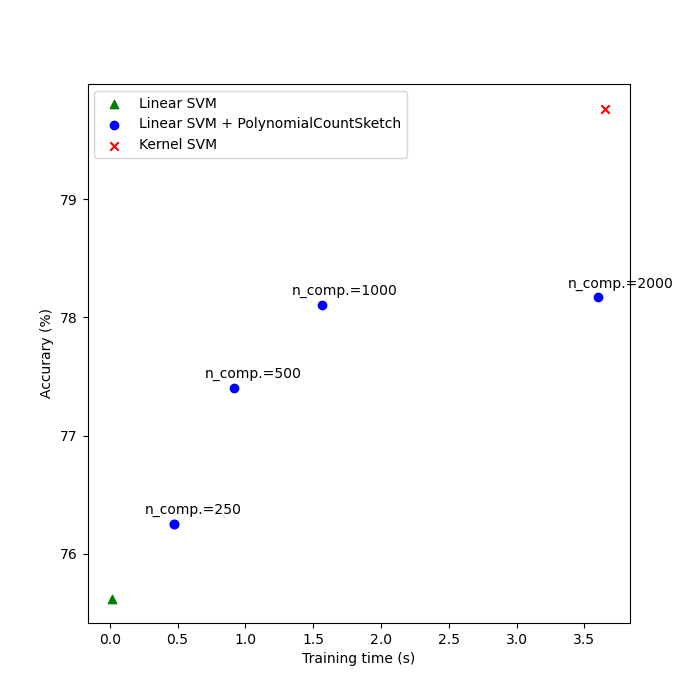 Linear SVM
Linear SVM + PolynomialCountSketch
Kernel SVM
79
78
77
76
Accurary (%)
n_comp.=2000
n_comp.=1000
n_comp.=500
n_comp.=250
0.0 0.5 1.0 1.5 2.0 2.5 3.0 3.5
Training time (s)